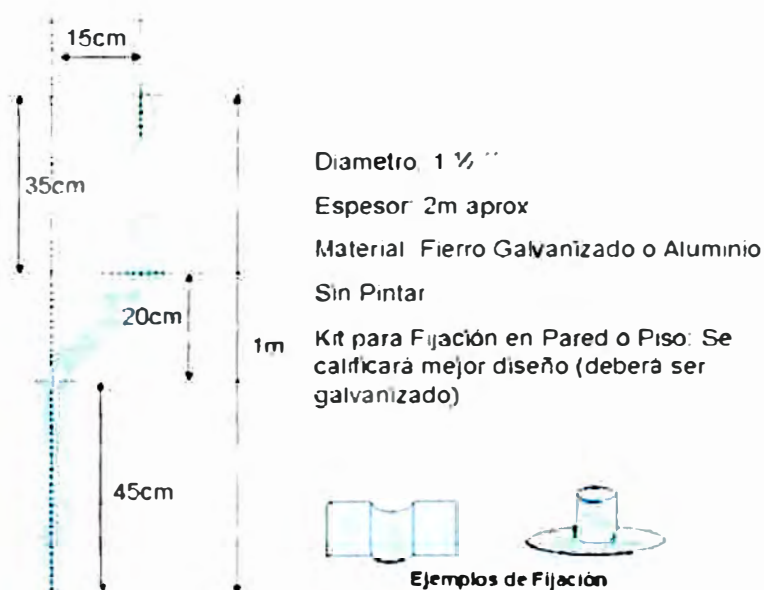 15cm
35cm
20cm
1m
45cm
Diametro: 1 ½ ´´
Espesor: 2m aprox
Material: Fierro Galvanizado o Aluminio
Sin Pintar
Kit para Fijación en Pared o Piso: Se
calificará mejor diseño (deberá ser
galvanizado)
Ejemplos de Fijación